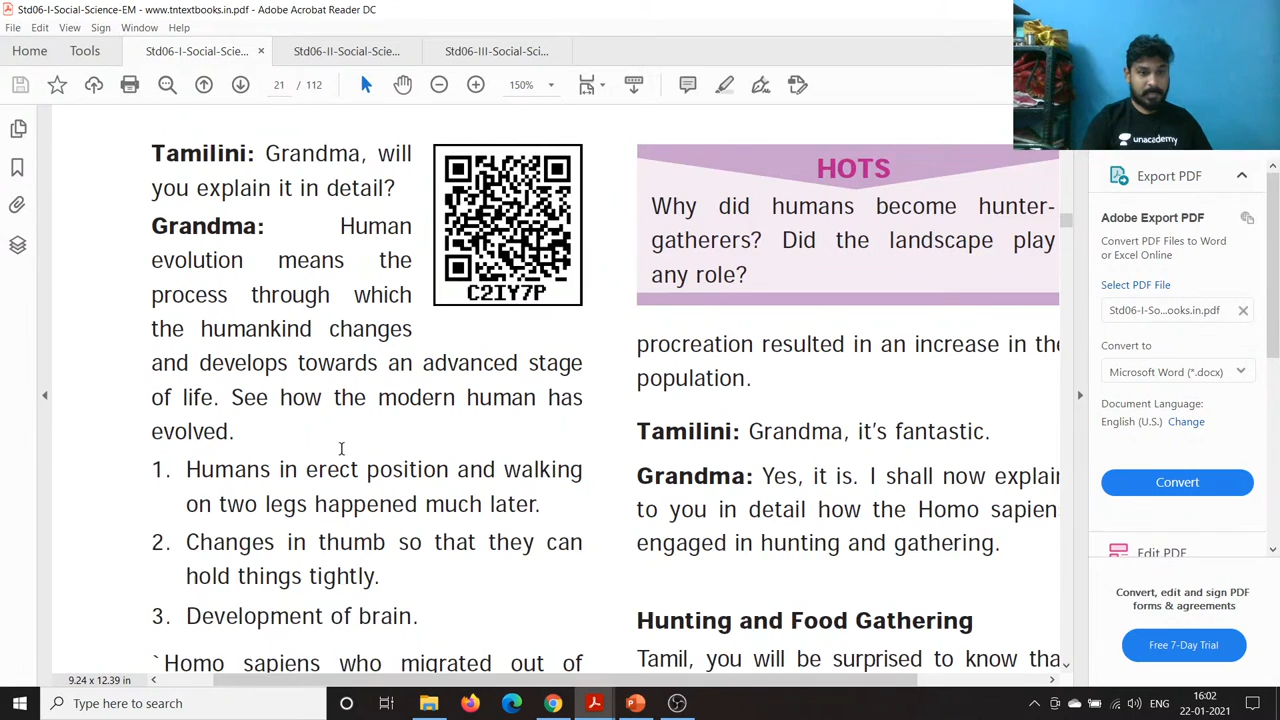 Std06-I-Social-Science-EM - www.tntextbooks.in.pdf - Adobe Acrobat Reader DC
File Edit View Sign Window Help
Home Tools Std06-I-Social-Scie... × Std06-II-Social-Scie... Std06-III-Social-Sci...
21 / 112 150%
Tamilini: Grandma, will
you explain it in detail?
Grandma: Human
evolution means the
process through which
the humankind changes
and develops towards an advanced stage
of life. See how the modern human has
evolved.
1. Humans in erect position and walking
on two legs happened much later.
2. Changes in thumb so that they can
hold things tightly.
3. Development of brain.
`Homo sapiens who migrated out of
C2IY7P
HOTS
Why did humans become hunter-
gatherers? Did the landscape play
any role?
procreation resulted in an increase in the
population.
Tamilini: Grandma, it's fantastic.
Grandma: Yes, it is. I shall now explain
to you in detail how the Homo sapiens
engaged in hunting and gathering.
Hunting and Food Gathering
Tamil, you will be surprised to know tha
unacademy
Export PDF
Adobe Export PDF
Convert PDF Files to Word
or Excel Online
Select PDF File
Std06-I-So...ooks.in.pdf ×
Convert to
Microsoft Word (*.docx)
Document Language:
English (U.S.) Change
Convert
Edit PDF
Convert, edit and sign PDF
forms & agreements
Free 7-Day Trial
9.24 x 12.39 in
Type here to search
ENG
16:02
22-01-2021